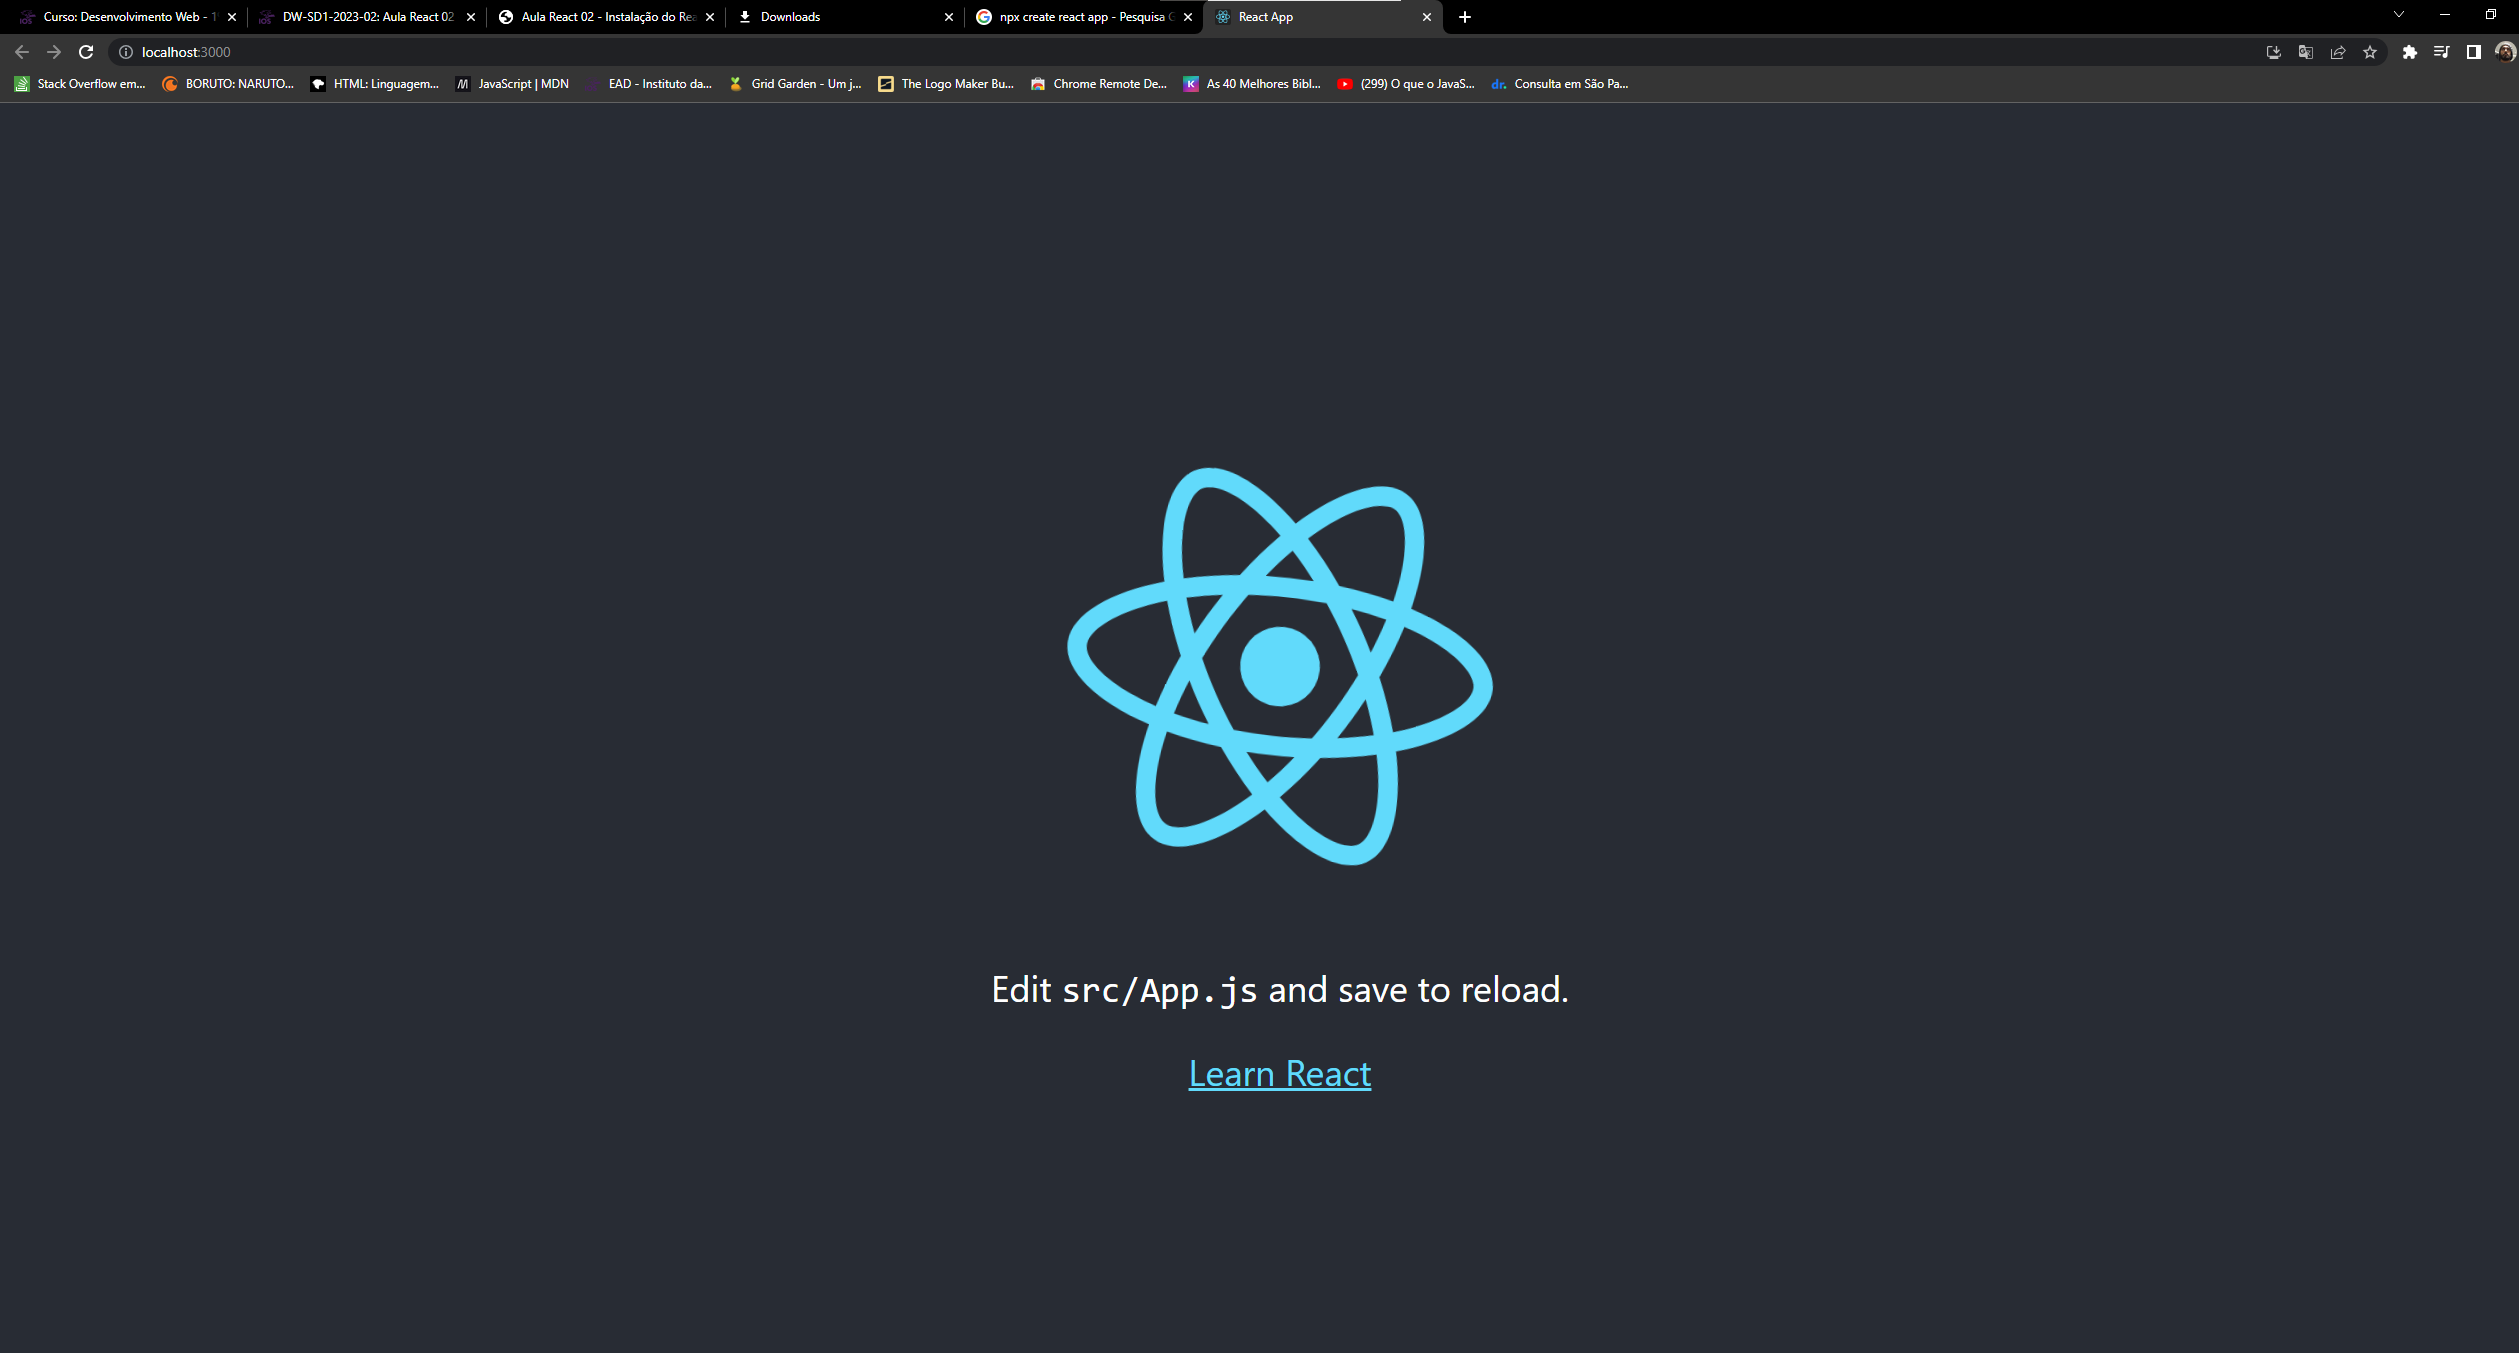 Curso: Desenvolvimento Web - 1
DW-SD1-2023-02: Aula React 02
Aula React 02 - Instalação do Rea
Downloads
npx create react app - Pesquisa G
React App
localhost:3000
Stack Overflow em...
BORUTO: NARUTO...
HTML: Linguagem...
JavaScript | MDN
EAD - Instituto da...
Grid Garden - Um j...
The Logo Maker Bu...
Chrome Remote De...
K
As 40 Melhores Bibl...
(299) O que o JavaS...
dr.
Consulta em São Pa...
Edit src/App.js and save to reload.
Learn React